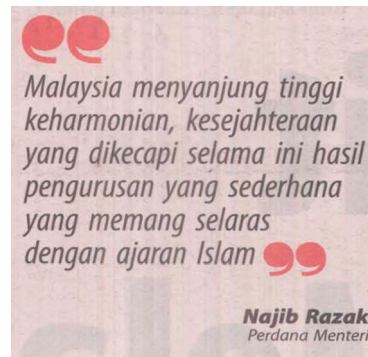 Malaysia menyanjung tinggi
keharmonian, kesejahteraan
yang dikecapi selama ini hasil
pengurusan yang sederhana
yang memang selaras
dengan ajaran Islam
Najib Razak
Perdana Menteri